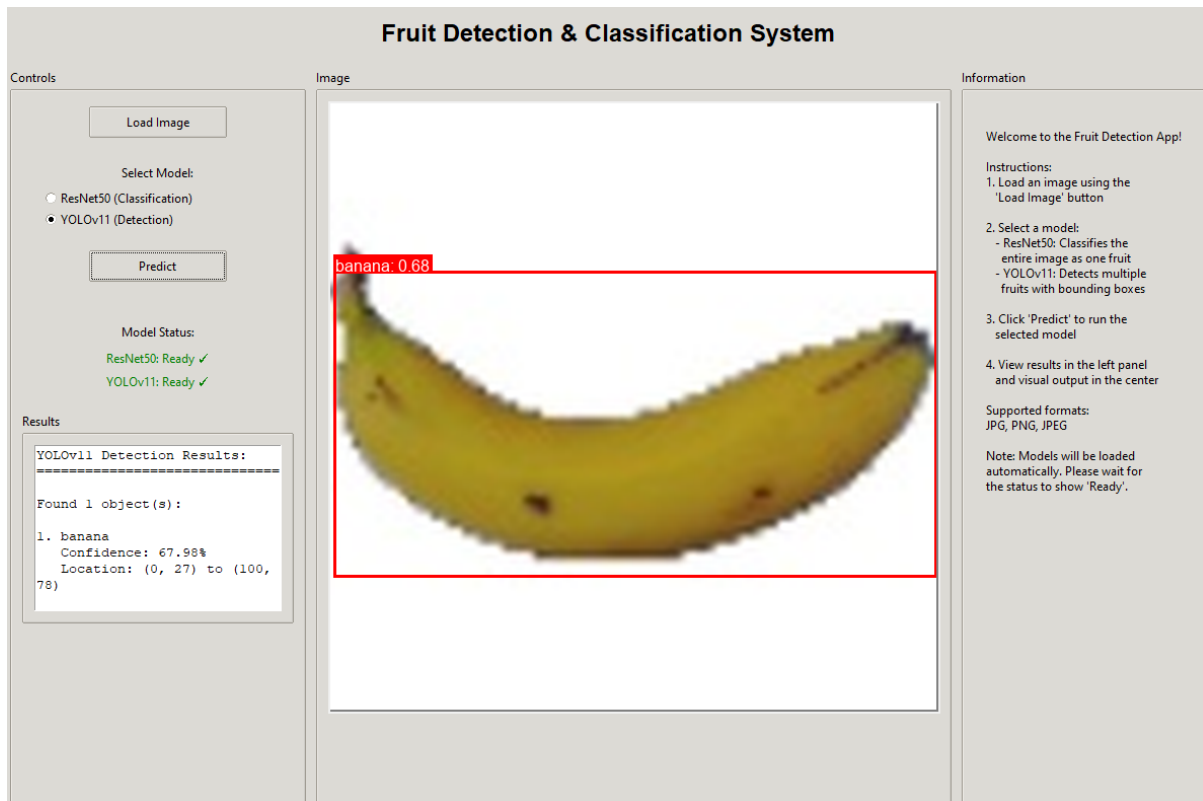 Fruit Detection & Classification System
Controls
Load Image
Select Model:
ResNet50 (Classification)
YOLOv11 (Detection)
Predict
Model Status:
ResNet50: Ready ✓
YOLOv11: Ready ✓
Results
YOLOv11 Detection Results:
==============================
Found 1 object(s):
1. banana
Confidence: 67.98%
Location: (0, 27) to (100,
78)
Image
banana: 0.68
Information
Welcome to the Fruit Detection App!
Instructions:
1. Load an image using the
'Load Image' button
2. Select a model:
- ResNet50: Classifies the
entire image as one fruit
- YOLOv11: Detects multiple
fruits with bounding boxes
3. Click 'Predict' to run the
selected model
4. View results in the left panel
and visual output in the center
Supported formats:
JPG, PNG, JPEG
Note: Models will be loaded
automatically. Please wait for
the status to show 'Ready'.